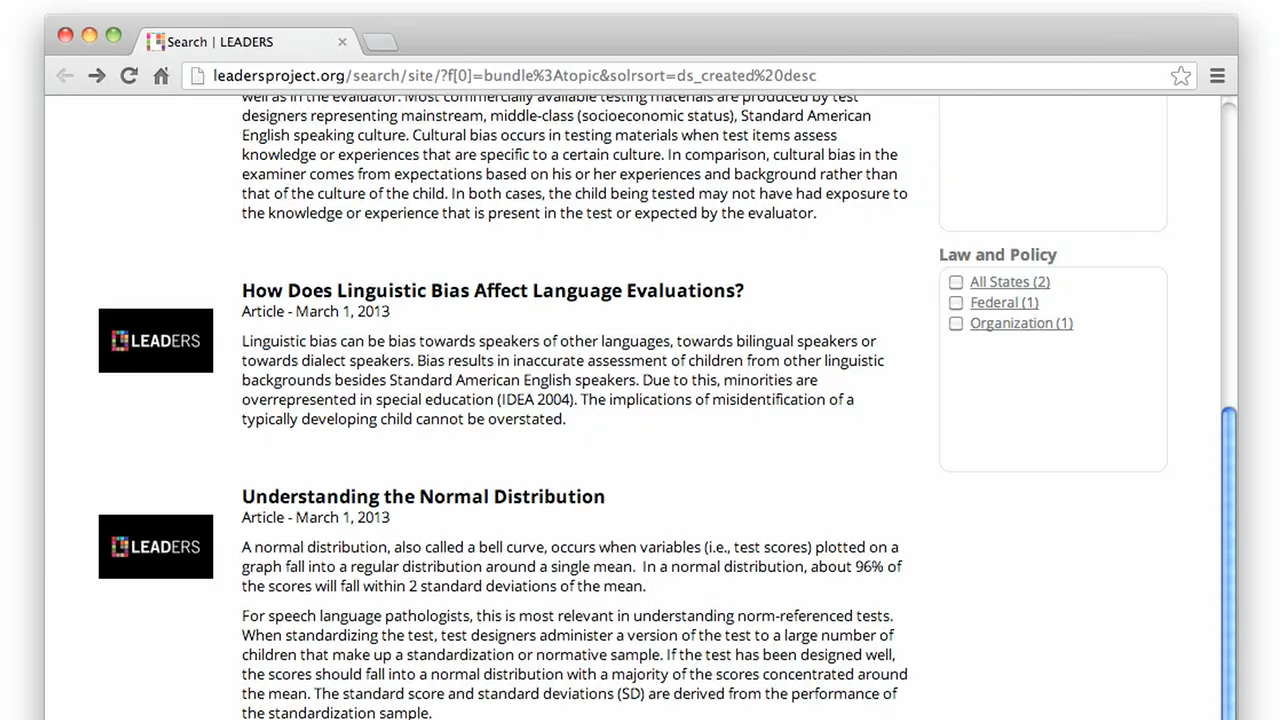 Search | LEADERS
leadersproject.org/search/site/?f[0]=bundle%3Atopic&solrsort=ds_created%20desc
well as in the evaluator. Most commercially available testing materials are produced by test
designers representing mainstream, middle-class (socioeconomic status), Standard American
English speaking culture. Cultural bias occurs in testing materials when test items assess
knowledge or experiences that are specific to a certain culture. In comparison, cultural bias in the
examiner comes from expectations based on his or her experiences and background rather than
that of the culture of the child. In both cases, the child being tested may not have had exposure to
the knowledge or experience that is present in the test or expected by the evaluator.
Law and Policy
All States (2)
Federal (1)
Organization (1)
How Does Linguistic Bias Affect Language Evaluations?
Article - March 1, 2013
LEADERS
Linguistic bias can be bias towards speakers of other languages, towards bilingual speakers or
towards dialect speakers. Bias results in inaccurate assessment of children from other linguistic
backgrounds besides Standard American English speakers. Due to this, minorities are
overrepresented in special education (IDEA 2004). The implications of misidentification of a
typically developing child cannot be overstated.
Understanding the Normal Distribution
Article - March 1, 2013
LEADERS
A normal distribution, also called a bell curve, occurs when variables (i.e., test scores) plotted on a
graph fall into a regular distribution around a single mean.  In a normal distribution, about 96% of
the scores will fall within 2 standard deviations of the mean.
For speech language pathologists, this is most relevant in understanding norm-referenced tests.
When standardizing the test, test designers administer a version of the test to a large number of
children that make up a standardization or normative sample. If the test has been designed well,
the scores should fall into a normal distribution with a majority of the scores concentrated around
the mean. The standard score and standard deviations (SD) are derived from the performance of
the standardization sample.